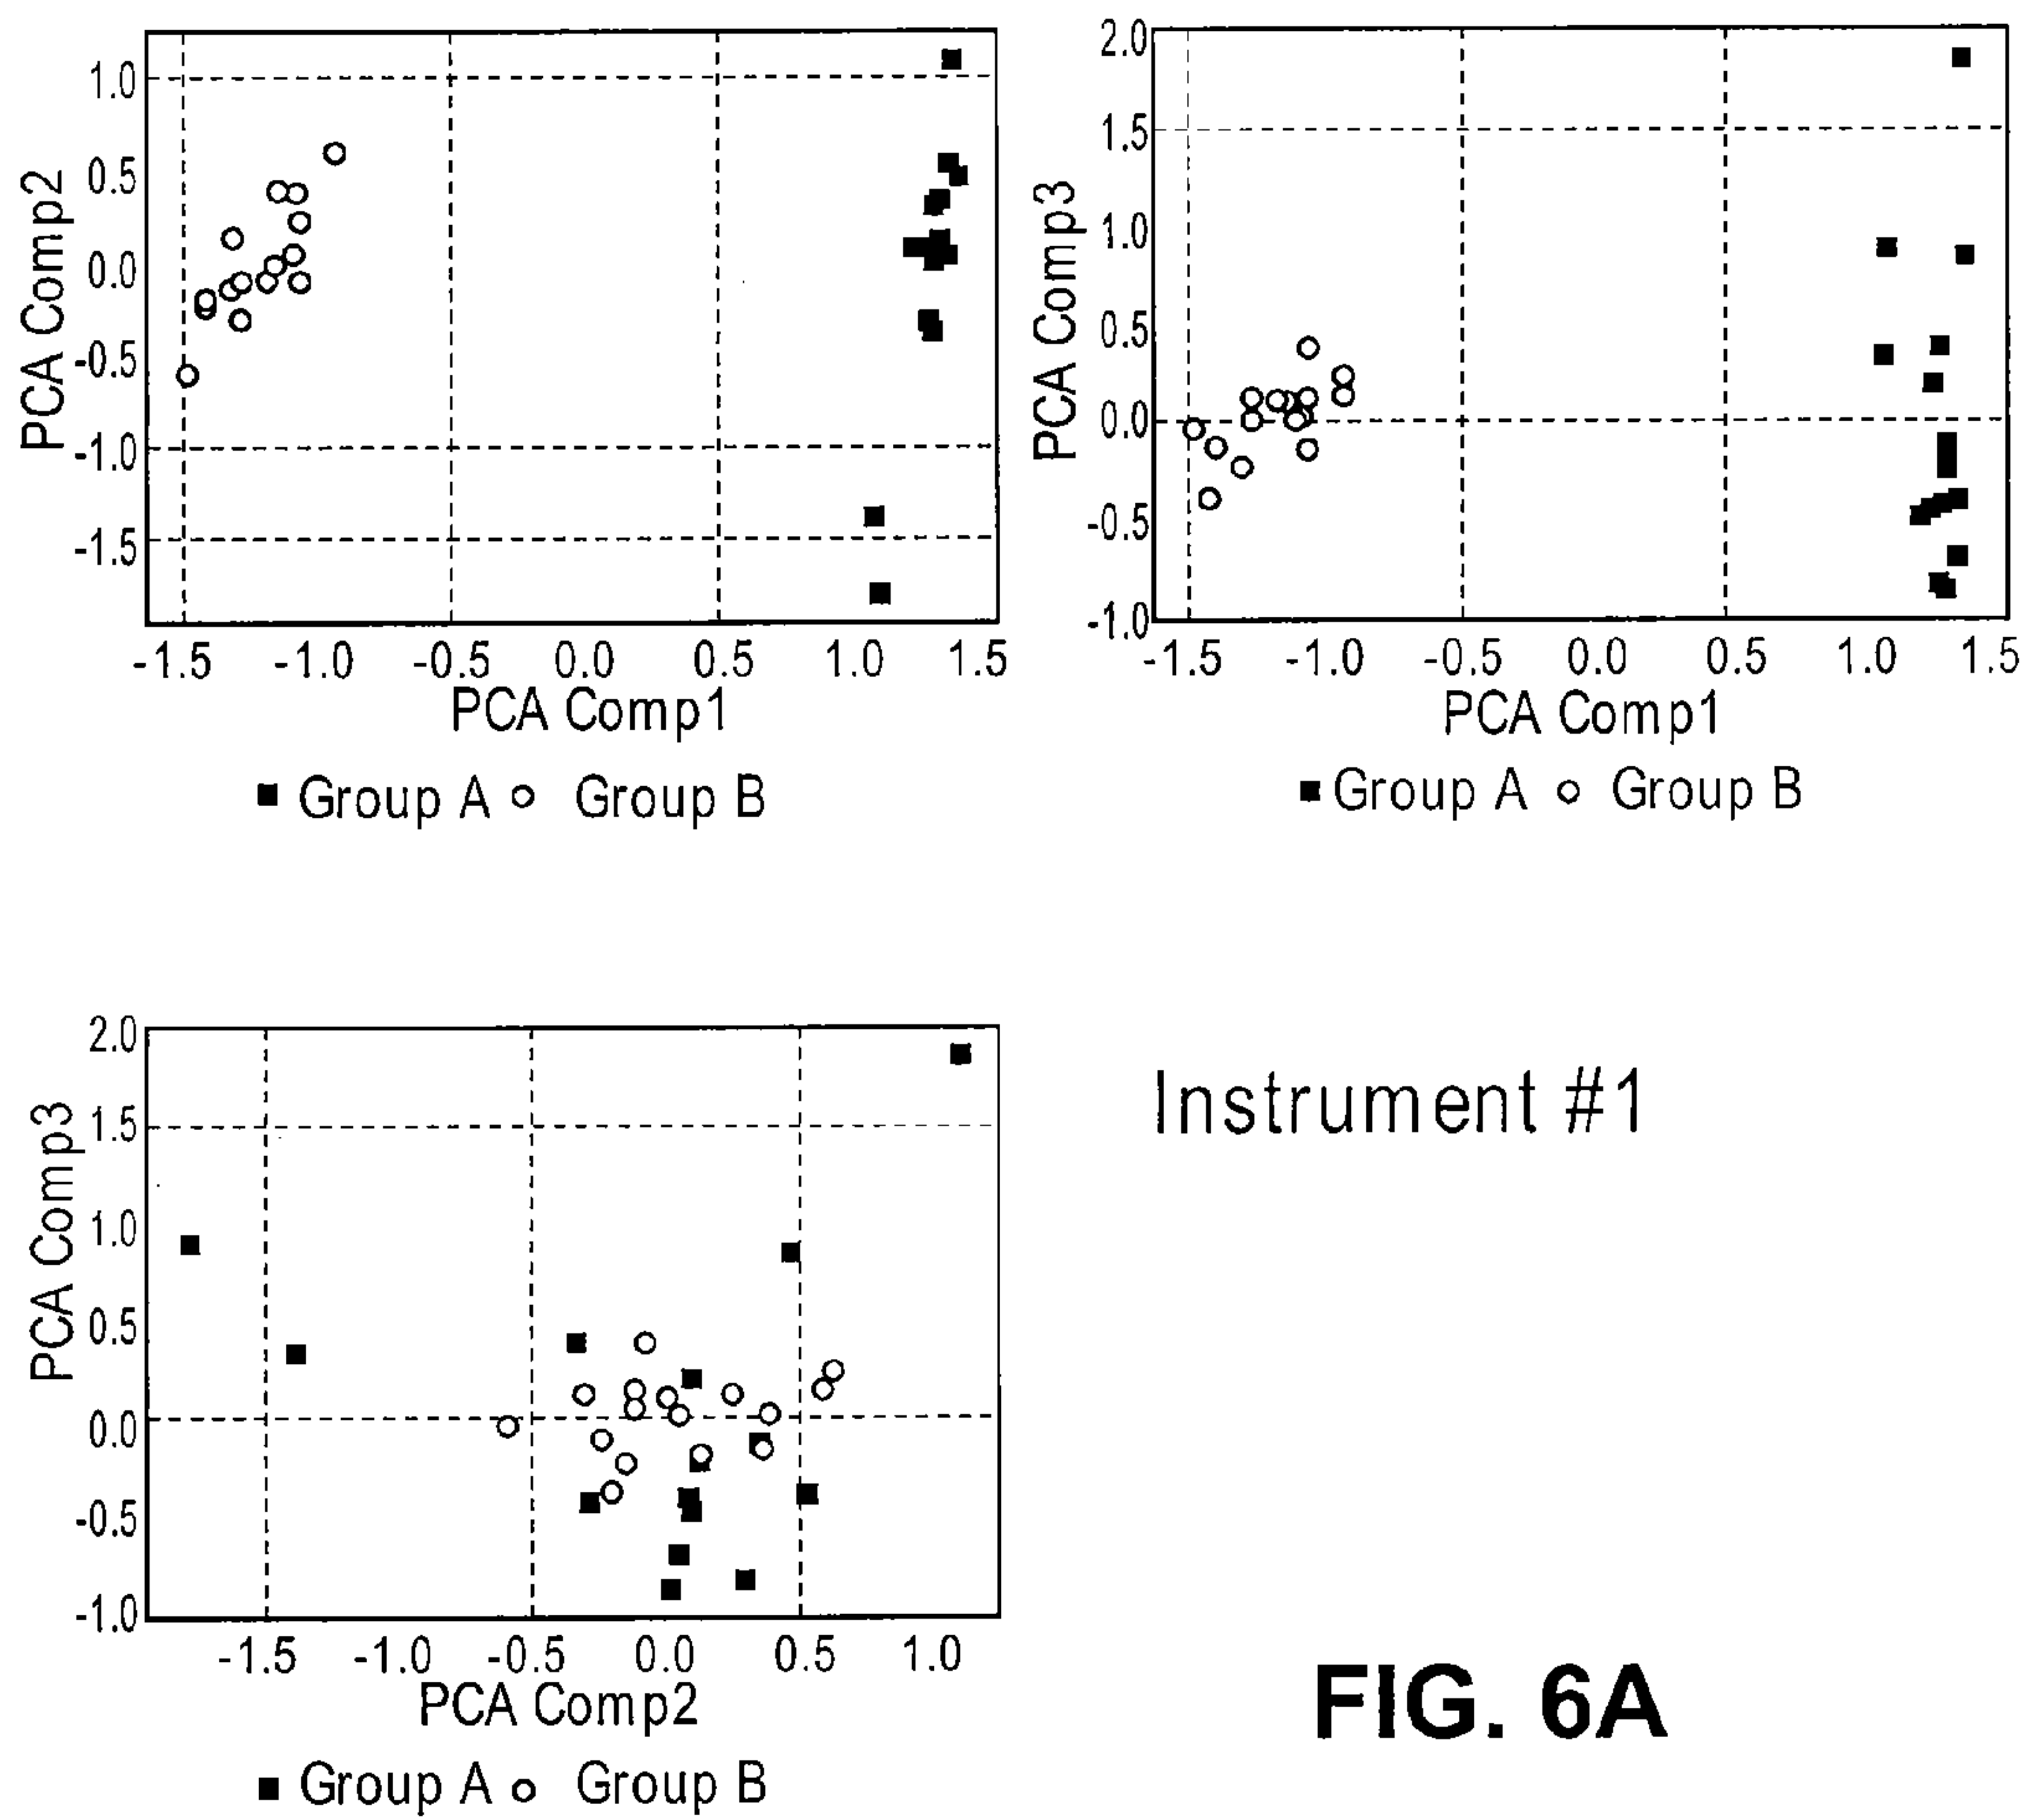 1.0
0.5
0.0
-0.5
-1.0
-1.5
PCA Comp2
-1.5 -1.0 -0.5 0.0 0.5 1.0 1.5
PCA Comp1
Group A Group B
2.0
1.5
1.0
0.5
0.0
-0.5
-1.0
PCA Comp3
-1.5 -1.0 -0.5 0.0 0.5 1.0 1.5
PCA Comp1
Group A Group B
2.0
1.5
1.0
0.5
0.0
-0.5
-1.0
PCA Comp3
-1.5 -1.0 -0.5 0.0 0.5 1.0
PCA Comp2
Group A Group B
Instrument #1
FIG. 6A